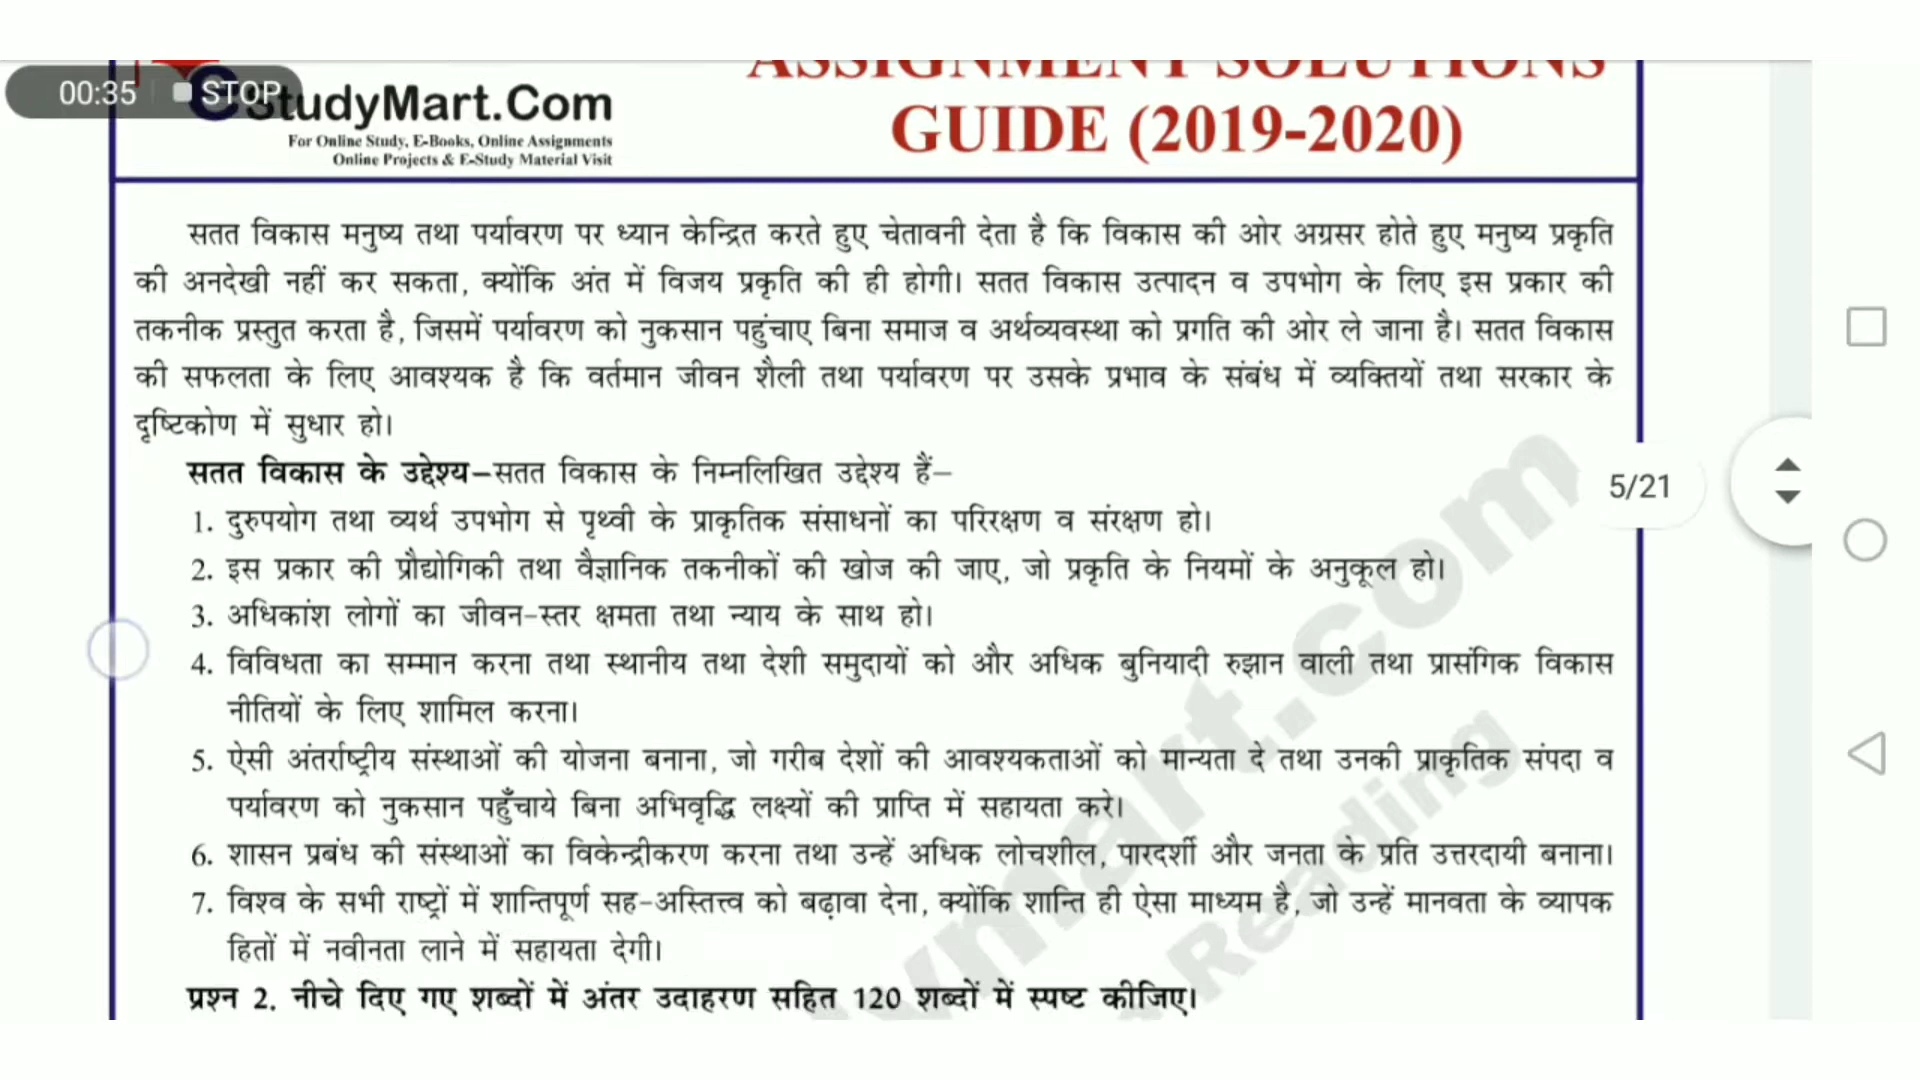 00:35 STOP
ASSIGNMENT SOLUTIONS
StudyMart.Com
GUIDE (2019-2020)
For Online Study, E-Books, Online Assignments
Online Projects & E-Study Material Visit
सतत विकास मनुष्य तथा पर्यावरण पर ध्यान केन्द्रित करते हुए चेतावनी देता है कि विकास की ओर अग्रसर होते हुए मनुष्य प्रकृति
की अनदेखी नहीं कर सकता, क्योंकि अंत में विजय प्रकृति की ही होगी। सतत विकास उत्पादन व उपभोग के लिए इस प्रकार की
तकनीक प्रस्तुत करता है, जिसमें पर्यावरण को नुकसान पहुंचाए बिना समाज व अर्थव्यवस्था को प्रगति की ओर ले जाना है। सतत विकास
की सफलता के लिए आवश्यक है कि वर्तमान जीवन शैली तथा पर्यावरण पर उसके प्रभाव के संबंध में व्यक्तियों तथा सरकार के
दृष्टिकोण में सुधार हो।
सतत विकास के उद्देश्य–सतत विकास के निम्नलिखित उद्देश्य हैं–
1. दुरुपयोग तथा व्यर्थ उपभोग से पृथ्वी के प्राकृतिक संसाधनों का परिरक्षण व संरक्षण हो।
2. इस प्रकार की प्रौद्योगिकी तथा वैज्ञानिक तकनीकों की खोज की जाए, जो प्रकृति के नियमों के अनुकूल हो।
3. अधिकांश लोगों का जीवन-स्तर क्षमता तथा न्याय के साथ हो।
4. विविधता का सम्मान करना तथा स्थानीय तथा देशी समुदायों को और अधिक बुनियादी रुझान वाली तथा प्रासंगिक विकास
नीतियों के लिए शामिल करना।
5. ऐसी अंतर्राष्ट्रीय संस्थाओं की योजना बनाना, जो गरीब देशों की आवश्यकताओं को मान्यता दे तथा उनकी प्राकृतिक संपदा व
पर्यावरण को नुकसान पहुँचाये बिना अभिवृद्धि लक्ष्यों की प्राप्ति में सहायता करे।
6. शासन प्रबंध की संस्थाओं का विकेन्द्रीकरण करना तथा उन्हें अधिक लोचशील, पारदर्शी और जनता के प्रति उत्तरदायी बनाना।
7. विश्व के सभी राष्ट्रों में शान्तिपूर्ण सह-अस्तित्त्व को बढ़ावा देना, क्योंकि शान्ति ही ऐसा माध्यम है, जो उन्हें मानवता के व्यापक
हितों में नवीनता लाने में सहायता देगी।
प्रश्न 2. नीचे दिए गए शब्दों में अंतर उदाहरण सहित 120 शब्दों में स्पष्ट कीजिए।
5/21
ymart.com
Reading